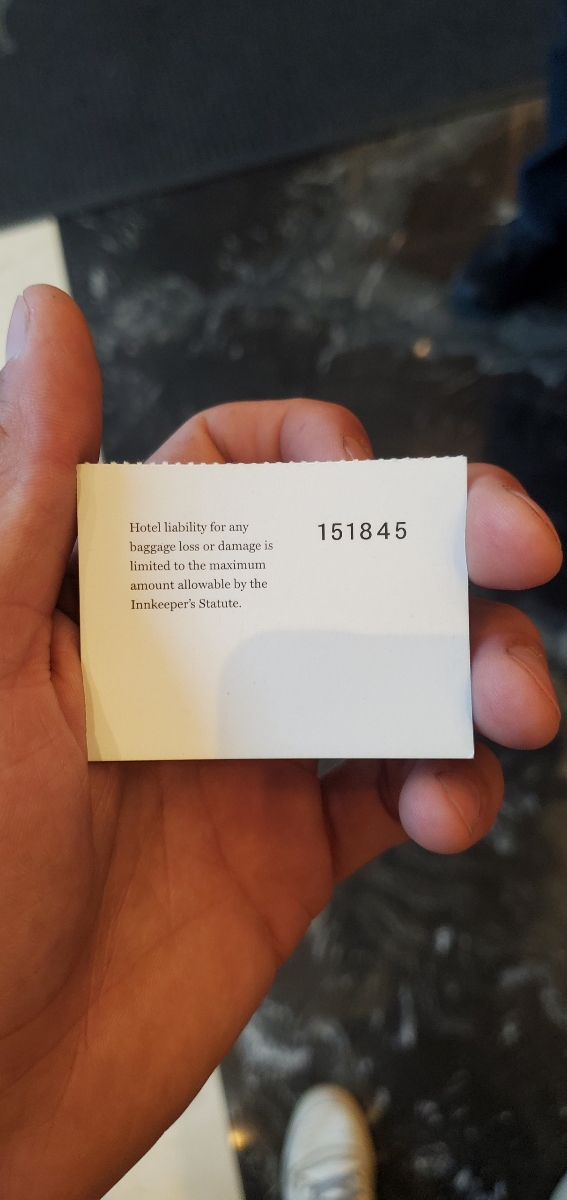 Hotel liability for any
baggage loss or damage is
limited to the maximum
amount allowable by the
Innkeeper's Statute.
151845